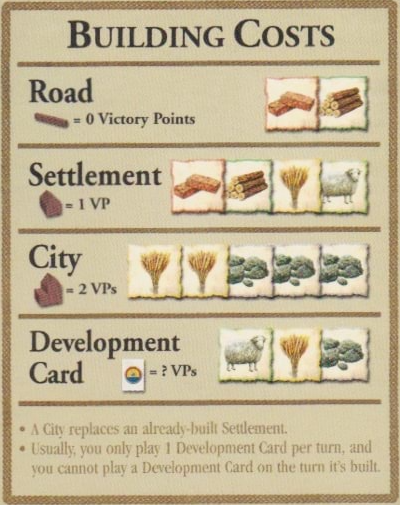 BUILDING COSTS
Road
= 0 Victory Points
Settlement
= 1 VP
City
= 2 VPs
Development
Card = ? VPs
• A City replaces an already-built Settlement.
• Usually, you only play 1 Development Card per turn, and
you cannot play a Development Card on the turn it's built.